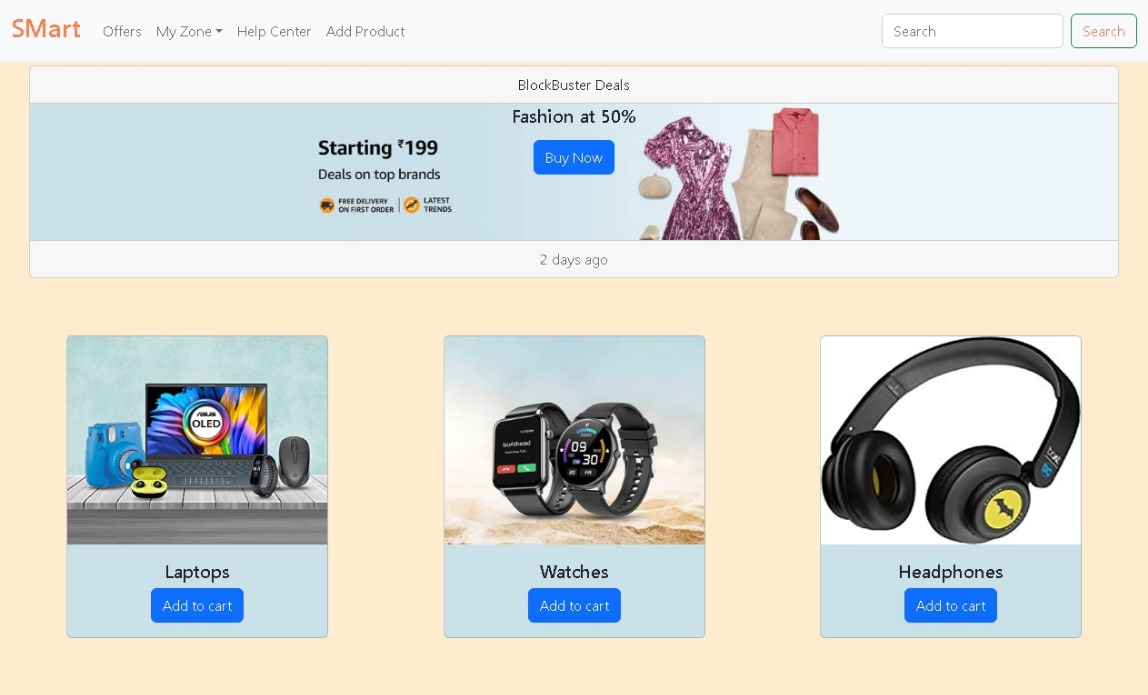 SMart
Offers
My Zone
Help Center
Add Product
Search
Search
BlockBuster Deals
Fashion at 50%
Starting ₹199
Buy Now
Deals on top brands
FREE DELIVERY
ON FIRST ORDER
LATEST
TRENDS
2 days ago
ASUS
OLED
boAthead
09
30
boAt
DC
Laptops
Watches
Headphones
Add to cart
Add to cart
Add to cart